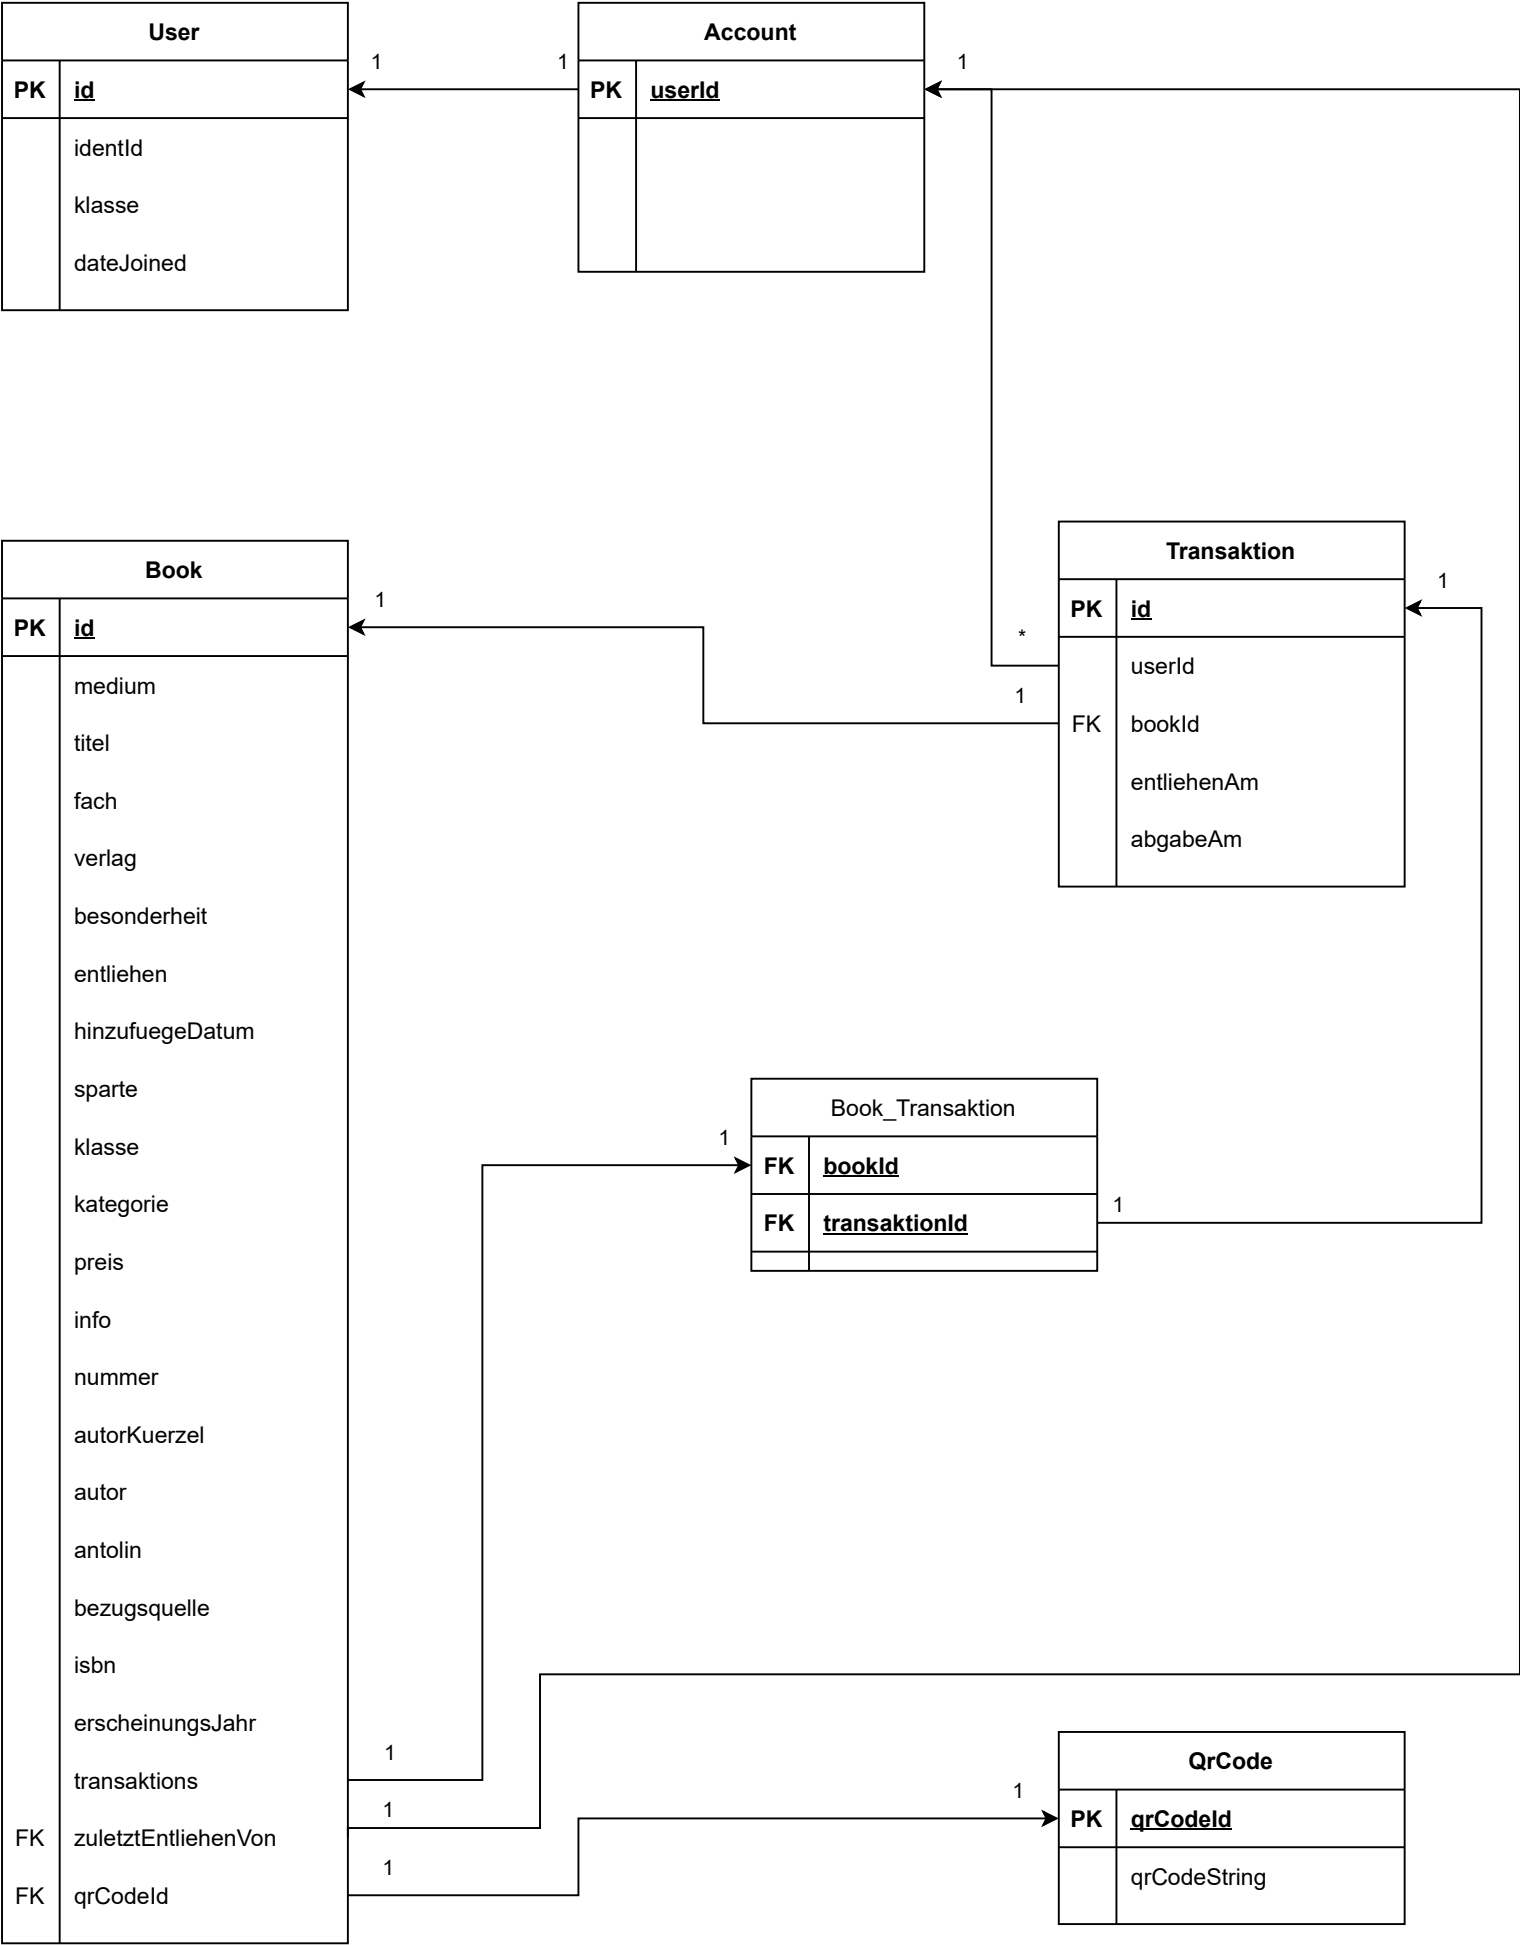 User
PK id
identId
klasse
dateJoined
1
1
Account
PK userId
1
Book
PK id
medium
titel
fach
verlag
besonderheit
entliehen
hinzufuegeDatum
sparte
klasse
kategorie
preis
info
nummer
autorKuerzel
autor
antolin
bezugsquelle
isbn
erscheinungsJahr
transaktions
FK zuletztEntliehenVon
FK qrCodeId
1
*
1
Transaktion
PK id
userId
FK bookId
entliehenAm
abgabeAm
1
1
Book_Transaktion
FK bookId
FK transaktionId
1
1
1
1
1
QrCode
PK qrCodeId
qrCodeString